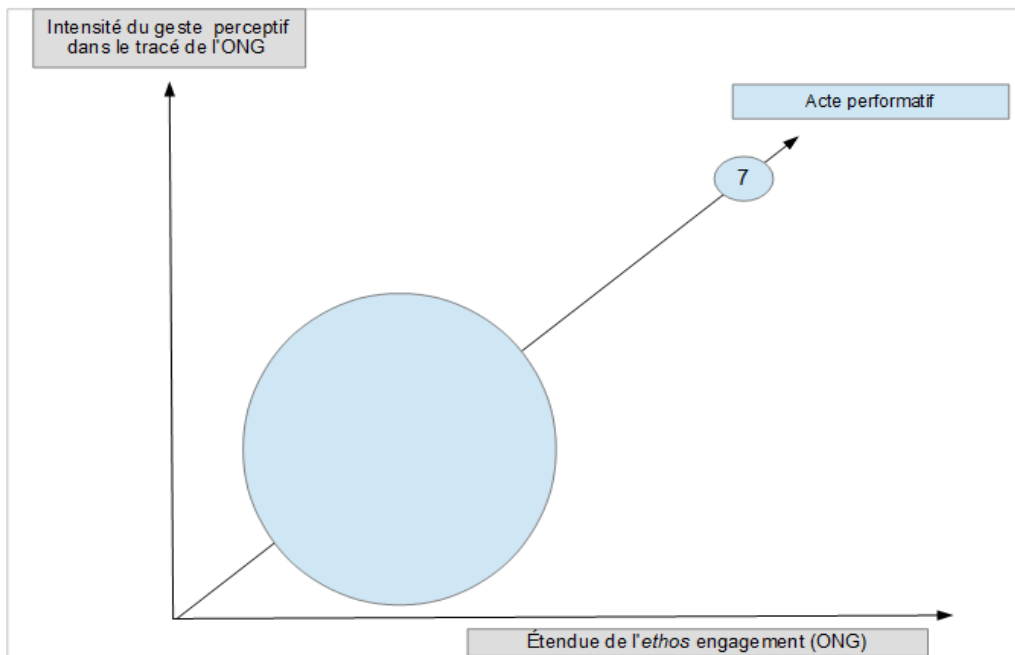 Intensité du geste perceptif
dans le tracé de l'ONG
Acte performatif
7
Étendue de l'ethos engagement (ONG)